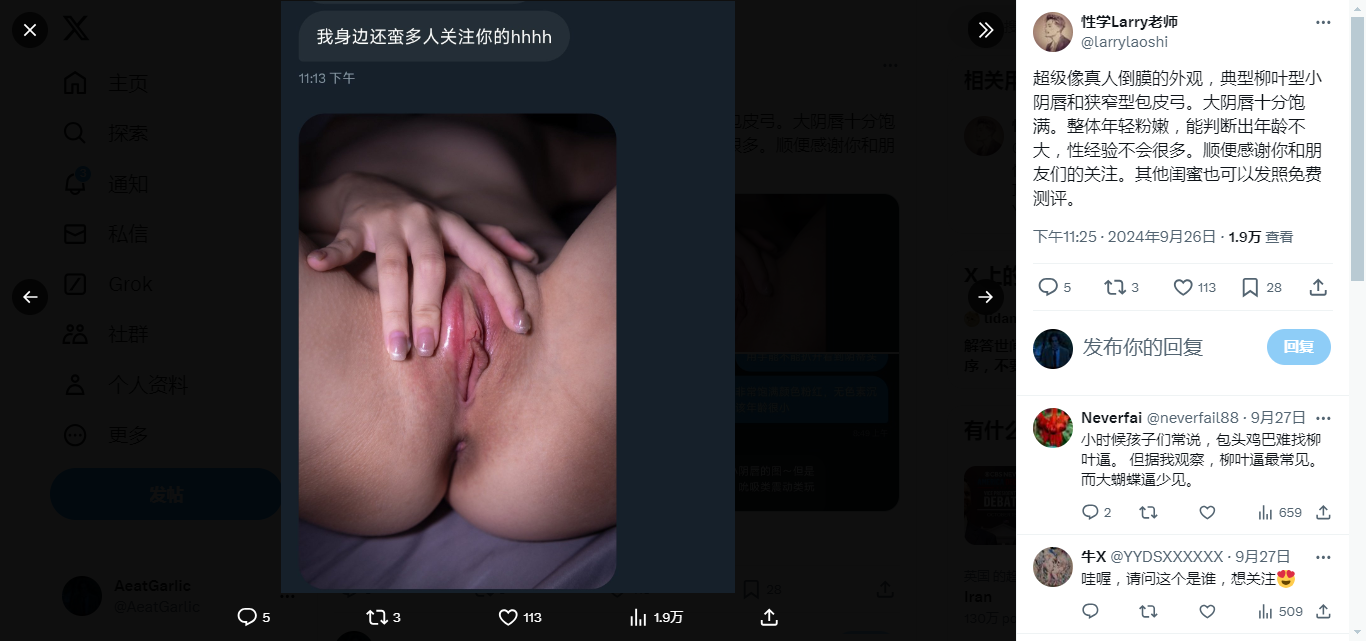 主页
探索
通知
2
私信
Grok
社群
个人资料
更多
发帖
AeatGarlic
@AeatGarlic
我身边还蛮多人关注你的hhhh
11:13 下午
5
3
113
1.9万
性学Larry老师
@larrylaoshi
超级像真人倒膜的外观，典型柳叶型小
阴唇和狭窄型包皮弓。大阴唇十分饱
满。整体年轻粉嫩，能判断出年龄不
大，性经验不会很多。顺便感谢你和朋
友们的关注。其他闺蜜也可以发照免费
测评。
下午11:25 · 2024年9月26日 · 1.9万 查看
5
3
113
28
发布你的回复
回复
Neverfai @neverfail88 · 9月27日
小时候孩子们常说，包头鸡巴难找柳
叶逼。 但据我观察，柳叶逼最常见。
而大蝴蝶逼少见。
2
659
牛X @YYDSXXXXXX · 9月27日
哇喔，请问这个是谁，想关注😍
509